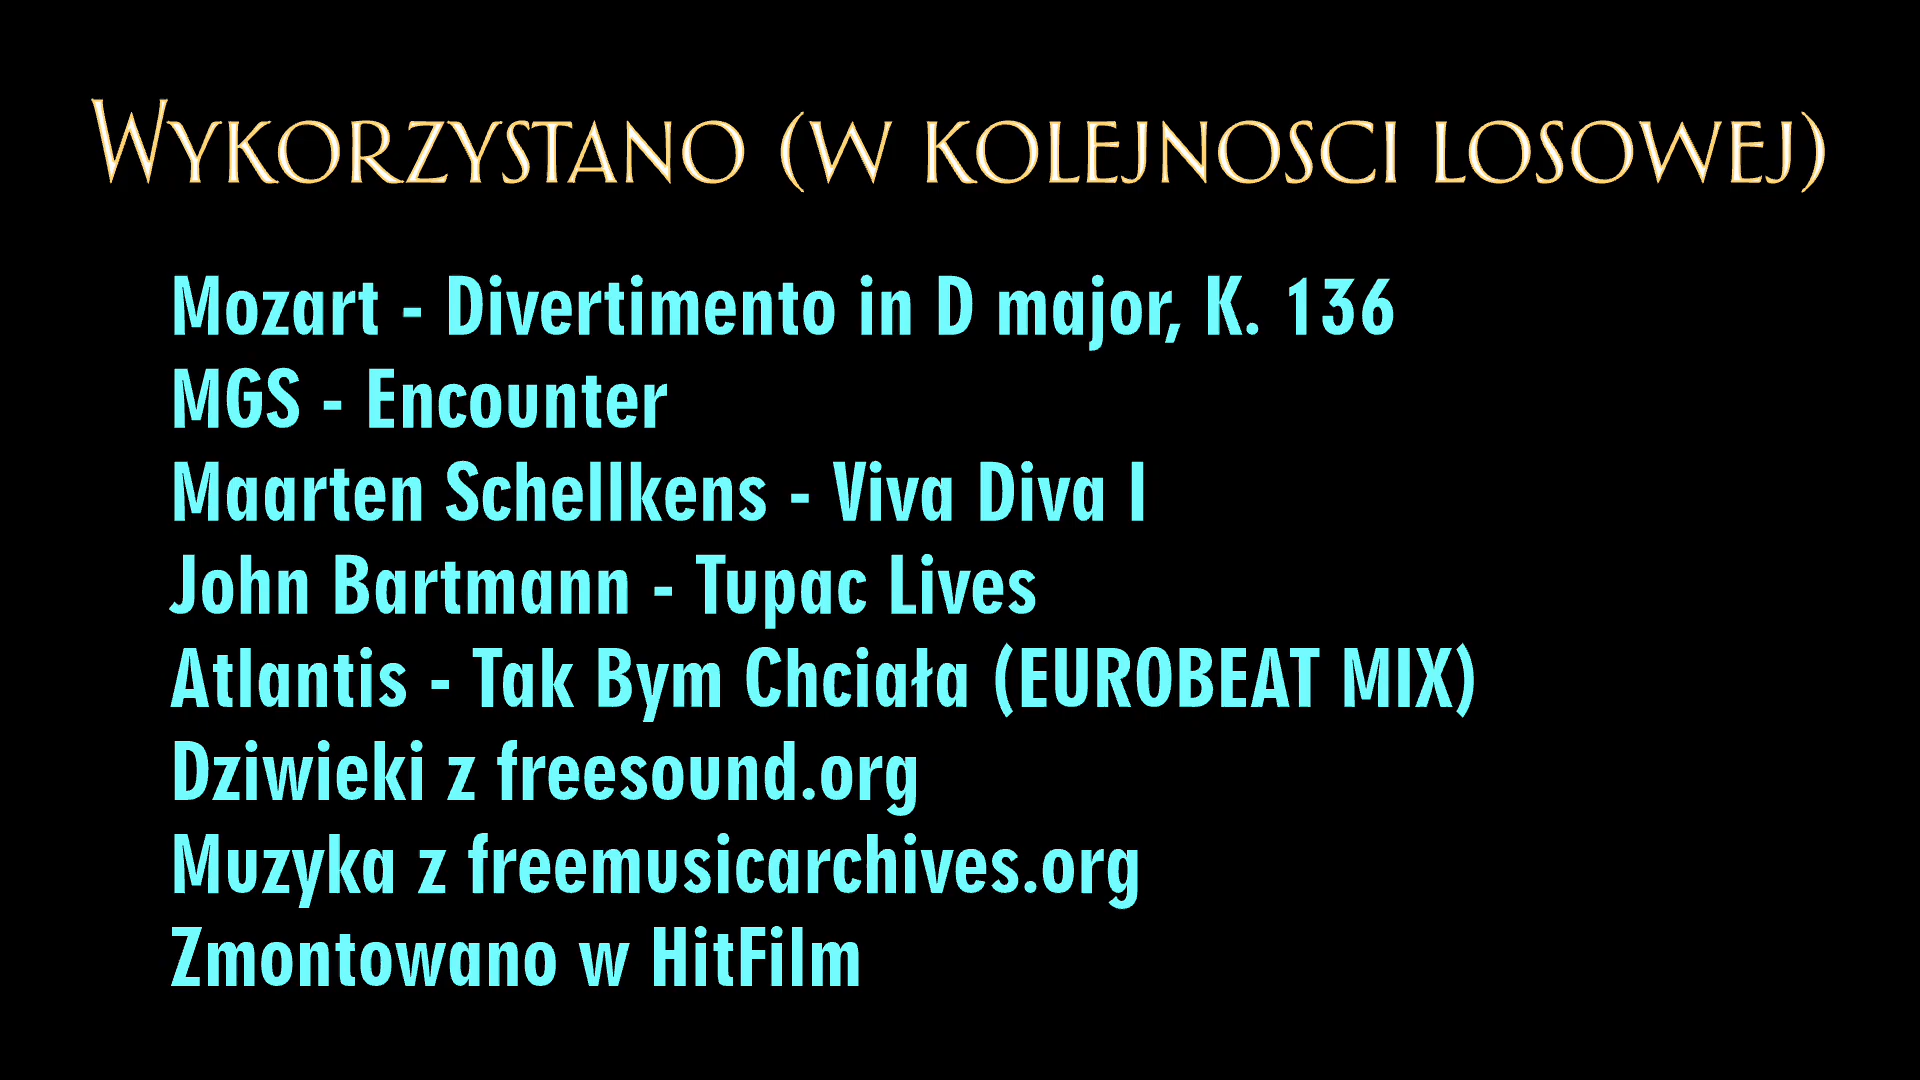 Wykorzystano (w kolejnosci losowej)
Mozart - Divertimento in D major, K. 136
MGS - Encounter
Maarten Schellkens - Viva Diva I
John Bartmann - Tupac Lives
Atlantis - Tak Bym Chciała (EUROBEAT MIX)
Dziwieki z freesound.org
Muzyka z freemusicarchives.org
Zmontowano w HitFilm